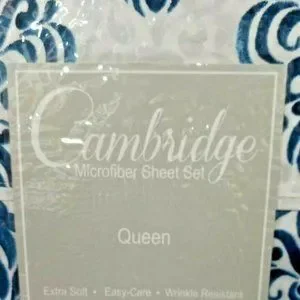 Cambridge
Microfiber Sheet Set
Queen
Extra Soft • Easy-Care • Wrinkle Resistant